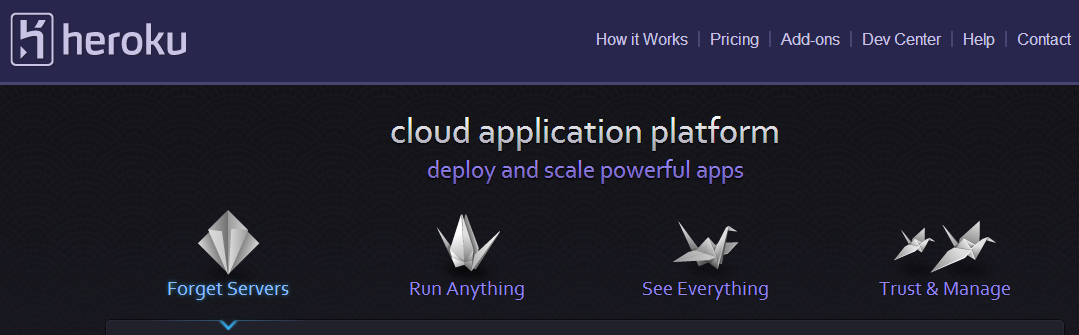 heroku
How it Works | Pricing | Add-ons | Dev Center | Help | Contact
cloud application platform
deploy and scale powerful apps
Forget Servers
Run Anything
See Everything
Trust & Manage